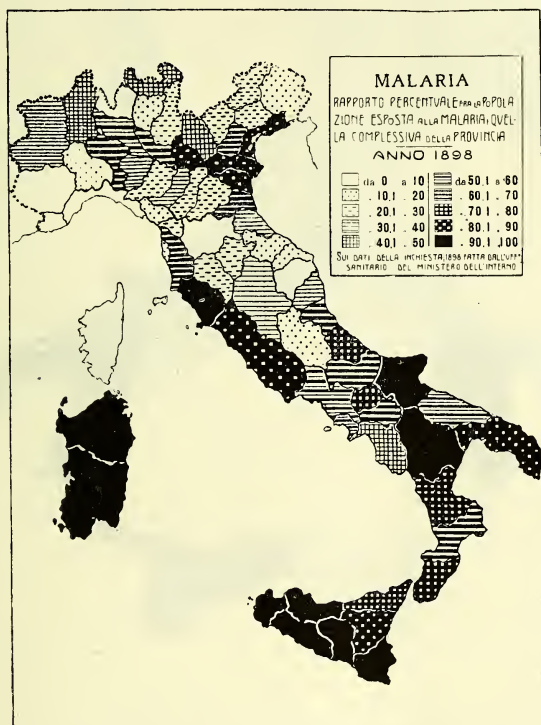 MALARIA
RAPPORTO PERCENTUALE FRA LA POPOLA
ZIONE ESPOSTA ALLA MALARIA, QUEL-
LA COMPLESSIVA DELLA PROVINCIA
ANNO 1898
da 0 a 10
. 10,1 . 20
. 20,1 . 30
. 30,1 . 40
. 40,1 . 50
da 50,1 a 60
. 60,1 . 70
. 70,1 . 80
. 80,1 . 90
. 90,1 . 100
SUI DATI DELLA INCHIESTA, 1898 FATTA DALL'UFFº
SANITARIO DEL MINISTERO DELL'INTERNO